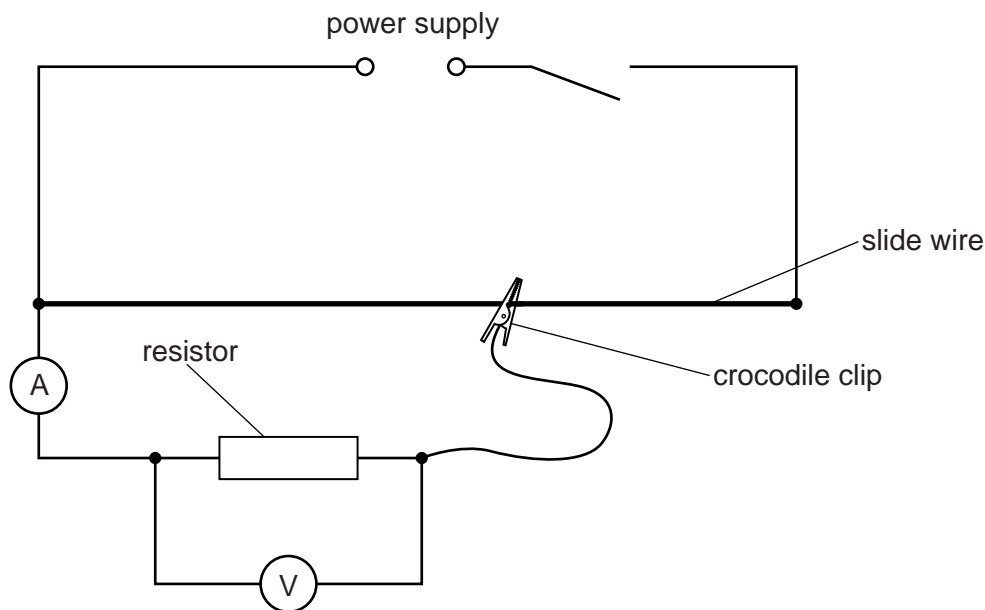 power supply
slide wire
resistor
crocodile clip
A
V